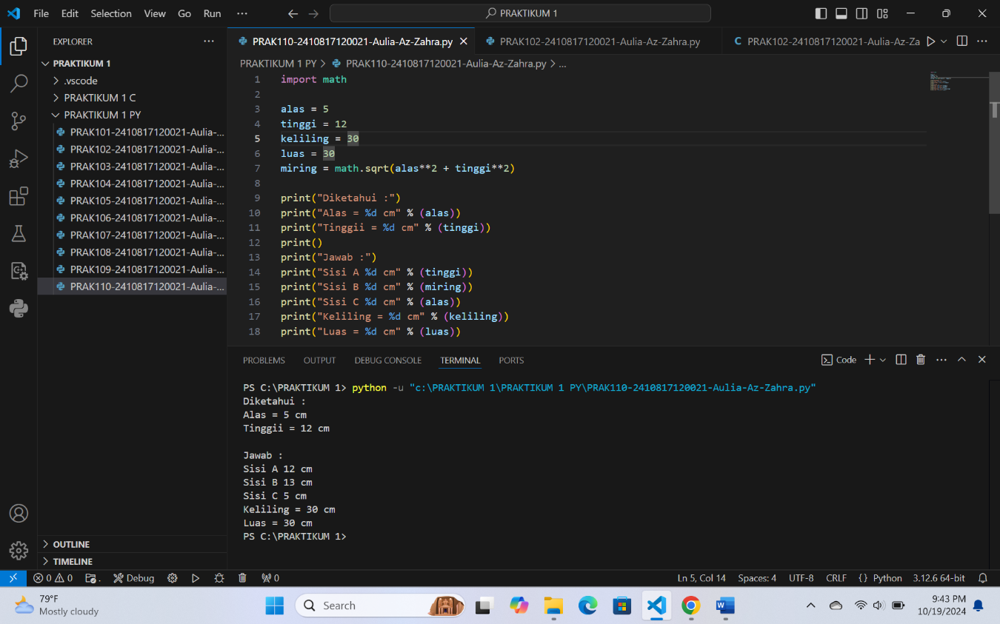 File Edit Selection View Go Run ···
PRAKTIKUM 1
EXPLORER
PRAKTIKUM 1
.vscode
PRAKTIKUM 1 C
PRAKTIKUM 1 PY
PRAK101-2410817120021-Aulia-...
PRAK102-2410817120021-Aulia-...
PRAK103-2410817120021-Aulia-...
PRAK104-2410817120021-Aulia-...
PRAK105-2410817120021-Aulia-...
PRAK106-2410817120021-Aulia-...
PRAK107-2410817120021-Aulia-...
PRAK108-2410817120021-Aulia-...
PRAK109-2410817120021-Aulia-...
PRAK110-2410817120021-Aulia-...
OUTLINE
TIMELINE
PRAK110-2410817120021-Aulia-Az-Zahra.py PRAK102-2410817120021-Aulia-Az-Zahra.py C PRAK102-2410817120021-Aulia-Az-Za
PRAKTIKUM 1 PY > PRAK110-2410817120021-Aulia-Az-Zahra.py > ...
1 import math
2
3 alas = 5
4 tinggi = 12
5 keliling = 30
6 luas = 30
7 miring = math.sqrt(alas**2 + tinggi**2)
8
9 print("Diketahui :")
10 print("Alas = %d cm" % (alas))
11 print("Tinggii = %d cm" % (tinggi))
12 print()
13 print("Jawab :")
14 print("Sisi A %d cm" % (tinggi))
15 print("Sisi B %d cm" % (miring))
16 print("Sisi C %d cm" % (alas))
17 print("Keliling = %d cm" % (keliling))
18 print("Luas = %d cm" % (luas))
PROBLEMS OUTPUT DEBUG CONSOLE TERMINAL PORTS
Code
PS C:\PRAKTIKUM 1> python -u "c:\PRAKTIKUM 1\PRAKTIKUM 1 PY\PRAK110-2410817120021-Aulia-Az-Zahra.py"
Diketahui :
Alas = 5 cm
Tinggii = 12 cm

Jawab :
Sisi A 12 cm
Sisi B 13 cm
Sisi C 5 cm
Keliling = 30 cm
Luas = 30 cm
PS C:\PRAKTIKUM 1>
0 0 Debug 0 Ln 5, Col 14 Spaces: 4 UTF-8 CRLF {} Python 3.12.6 64-bit
79°F
Mostly cloudy
Search
9:43 PM
10/19/2024